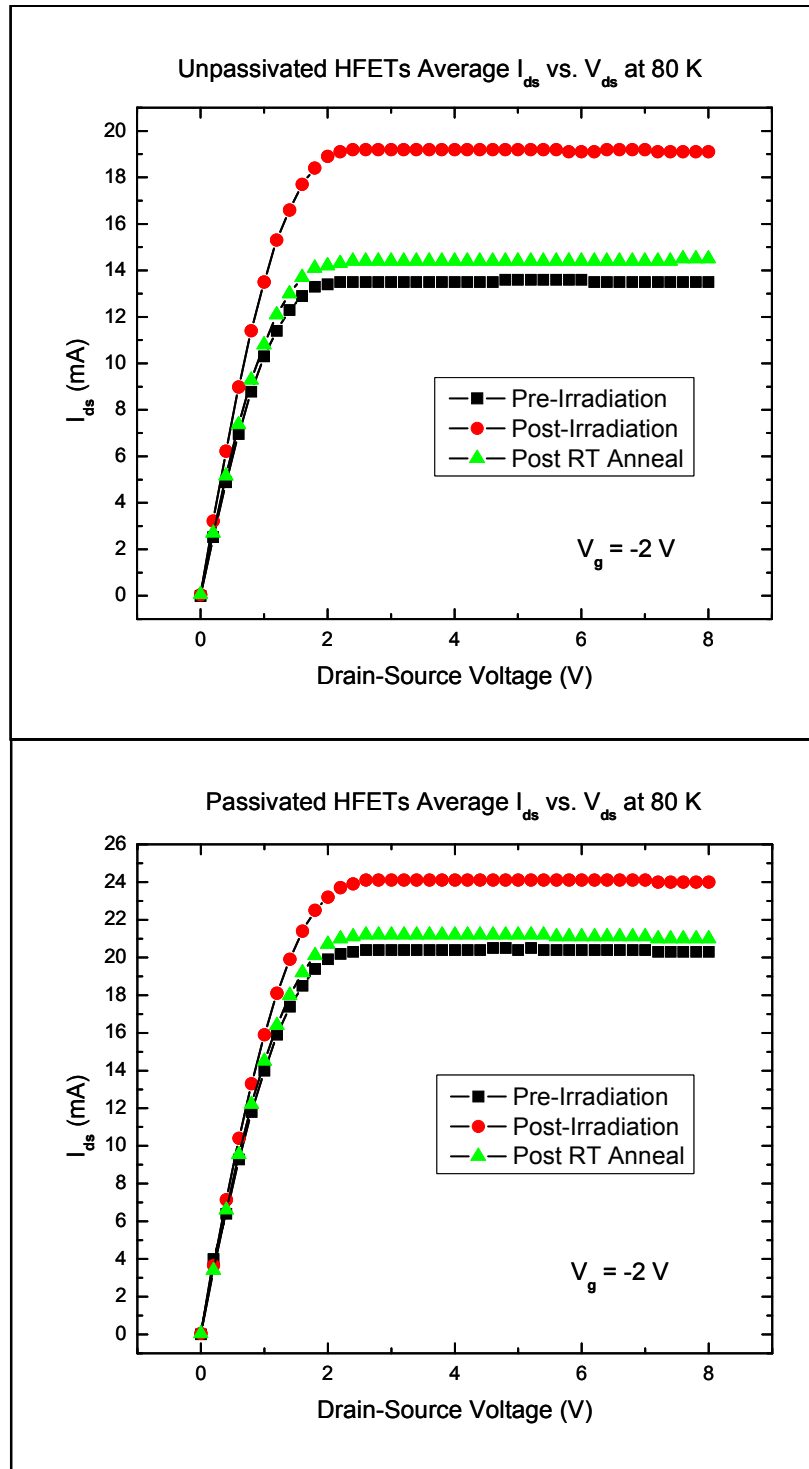 Unpassivated HFETs Average Ids vs. Vds at 80 K
20
18
16
14
12
10
8
6
4
2
0
Ids (mA)
Pre-Irradiation
Post-Irradiation
Post RT Anneal
Vg = -2 V
0 2 4 6 8
Drain-Source Voltage (V)
Passivated HFETs Average Ids vs. Vds at 80 K
26
24
22
20
18
16
14
12
10
8
6
4
2
0
Ids (mA)
Pre-Irradiation
Post-Irradiation
Post RT Anneal
Vg = -2 V
0 2 4 6 8
Drain-Source Voltage (V)